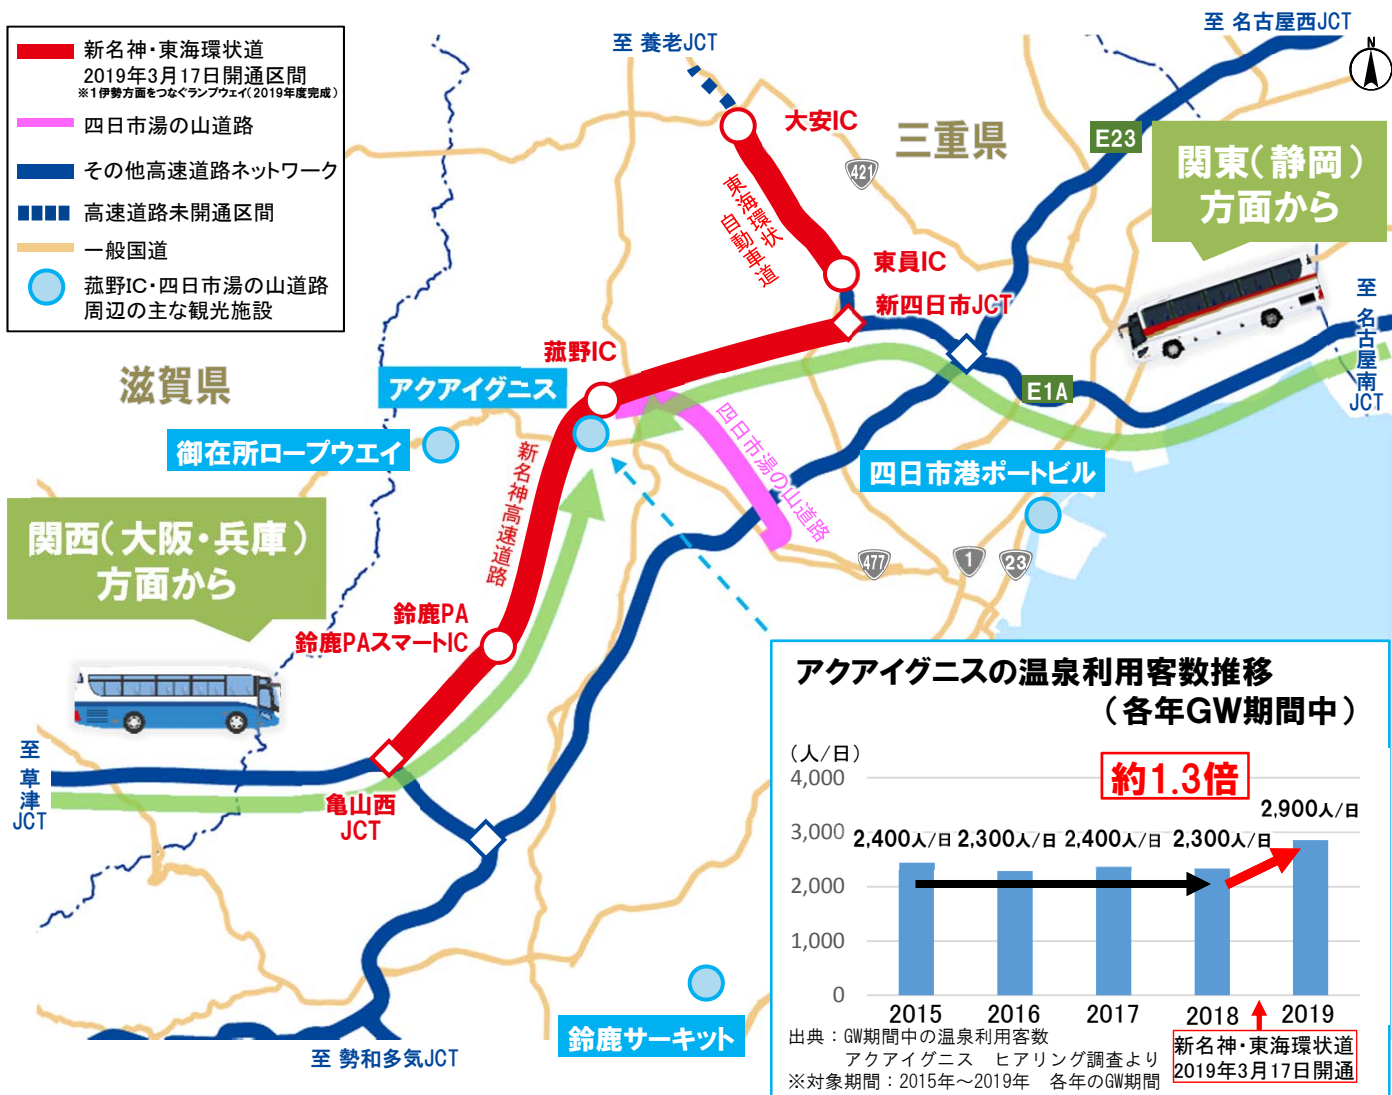 新名神・東海環状道
2019年3月17日開通区間
※1伊勢方面をつなぐランプウェイ(2019年度完成)
四日市湯の山道路
その他高速道路ネットワーク
高速道路未開通区間
一般国道
菰野IC・四日市湯の山道路
周辺の主な観光施設
至 養老JCT
至 名古屋西JCT
N
大安IC
三重県
E23
421
関東(静岡)
方面から
東海環状
自動車道
東員IC
新四日市JCT
至 名古屋南JCT
菰野IC
滋賀県
アクアイグニス
E1A
御在所ロープウエイ
四日市湯の山道路
新名神高速道路
四日市港ポートビル
関西(大阪・兵庫)
方面から
477
1
23
鈴鹿PA
鈴鹿PAスマートIC
至 草津JCT
亀山西
JCT
鈴鹿サーキット
至 勢和多気JCT
アクアイグニスの温泉利用客数推移
(各年GW期間中)
(人/日)
約1.3倍
4,000
3,000
2,000
1,000
0
2,400人/日 2,300人/日 2,400人/日 2,300人/日
2,900人/日
2015 2016 2017 2018 2019
新名神・東海環状道
2019年3月17日開通
出典:GW期間中の温泉利用客数
アクアイグニス ヒアリング調査より
※対象期間:2015年～2019年 各年のGW期間